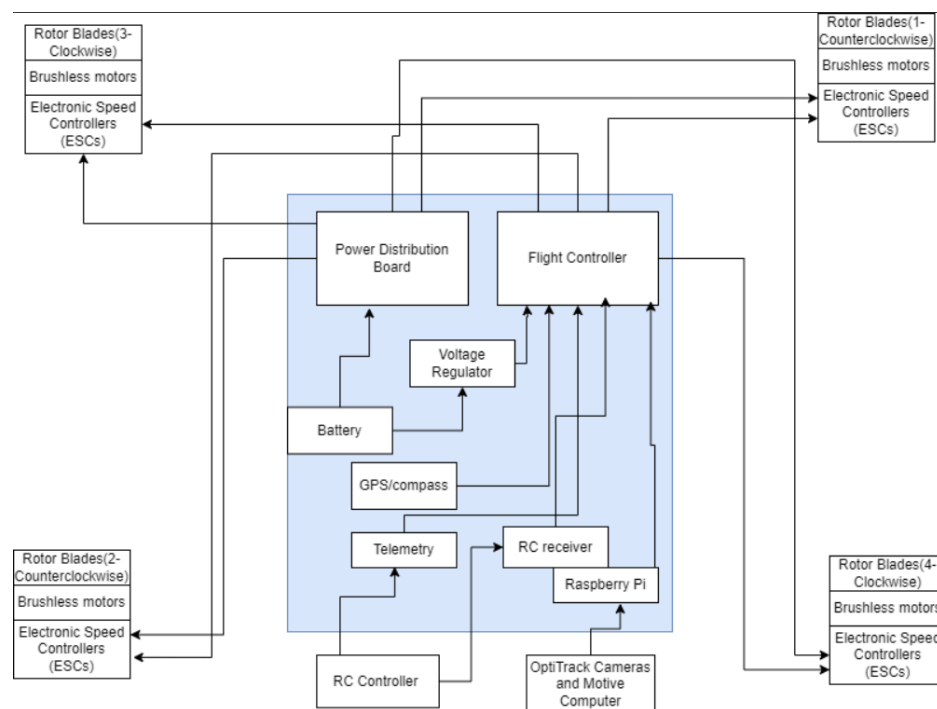 Rotor Blades(3-
Clockwise)
Brushless motors
Electronic Speed
Controllers
(ESCs)
Rotor Blades(1-
Counterclockwise)
Brushless motors
Electronic Speed
Controllers
(ESCs)
Power Distribution
Board
Flight Controller
Voltage
Regulator
Battery
GPS/compass
Telemetry
RC receiver
Raspberry Pi
Rotor Blades(2-
Counterclockwise)
Brushless motors
Electronic Speed
Controllers
(ESCs)
Rotor Blades(4-
Clockwise)
Brushless motors
Electronic Speed
Controllers
(ESCs)
RC Controller
OptiTrack Cameras
and Motive
Computer